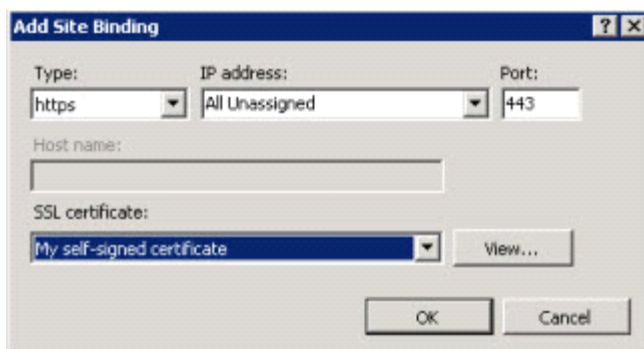 Add Site Binding
Type: IP address: Port:
https All Unassigned 443
Host name:
SSL certificate:
My self-signed certificate View...
OK Cancel